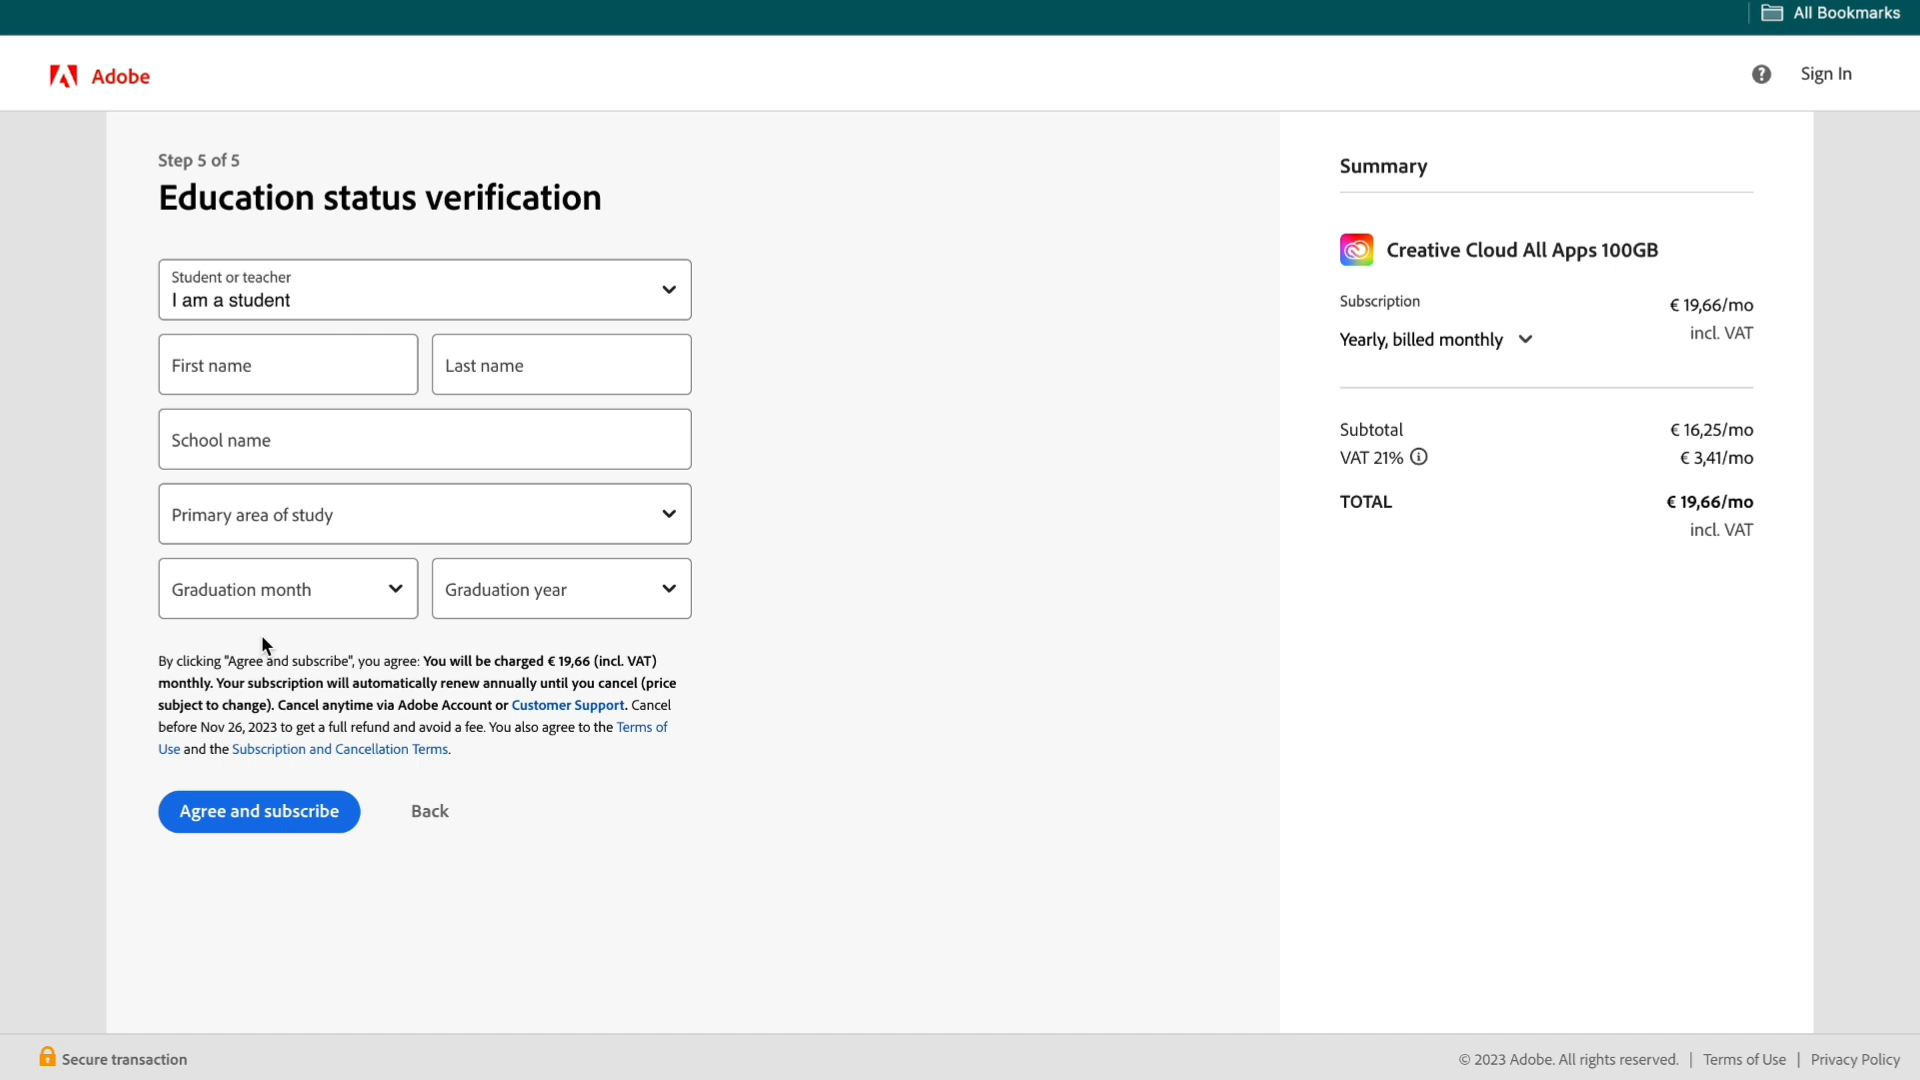 All Bookmarks
Adobe
Sign In
Step 5 of 5
Education status verification
Student or teacher
I am a student
First name
Last name
School name
Primary area of study
Graduation month
Graduation year
By clicking "Agree and subscribe", you agree: You will be charged € 19,66 (incl. VAT)
monthly. Your subscription will automatically renew annually until you cancel (price
subject to change). Cancel anytime via Adobe Account or Customer Support. Cancel
before Nov 26, 2023 to get a full refund and avoid a fee. You also agree to the Terms of
Use and the Subscription and Cancellation Terms.
Agree and subscribe
Back
Summary
Creative Cloud All Apps 100GB
Subscription
€ 19,66/mo
incl. VAT
Yearly, billed monthly
Subtotal
€ 16,25/mo
VAT 21%
€ 3,41/mo
TOTAL
€ 19,66/mo
incl. VAT
Secure transaction
© 2023 Adobe. All rights reserved. | Terms of Use | Privacy Policy